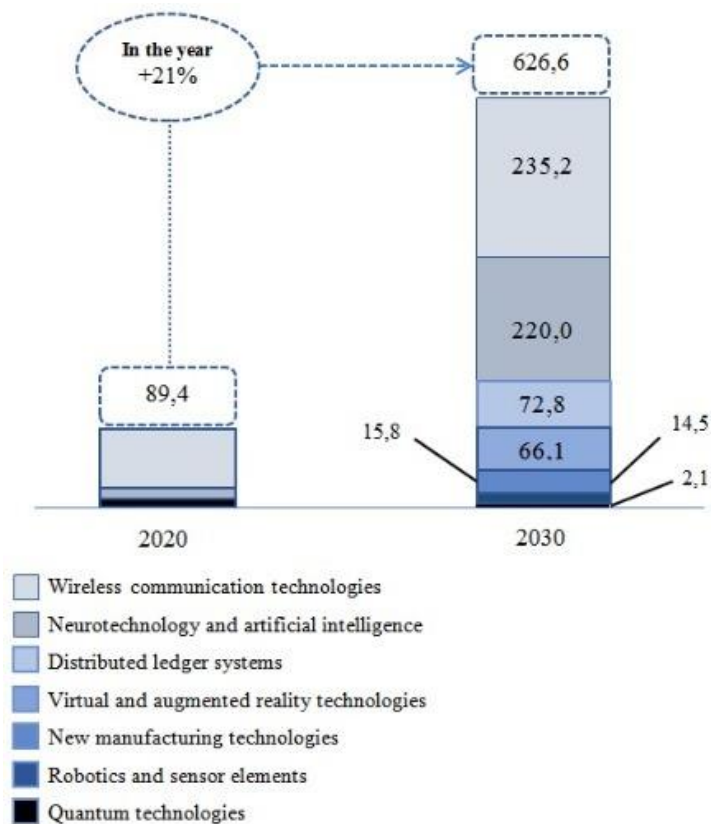 In the year
+21%
626,6
235,2
220,0
89,4
72,8
15,8
14,5
66,1
2,1
2020
2030
Wireless communication technologies
Neurotechnology and artificial intelligence
Distributed ledger systems
Virtual and augmented reality technologies
New manufacturing technologies
Robotics and sensor elements
Quantum technologies